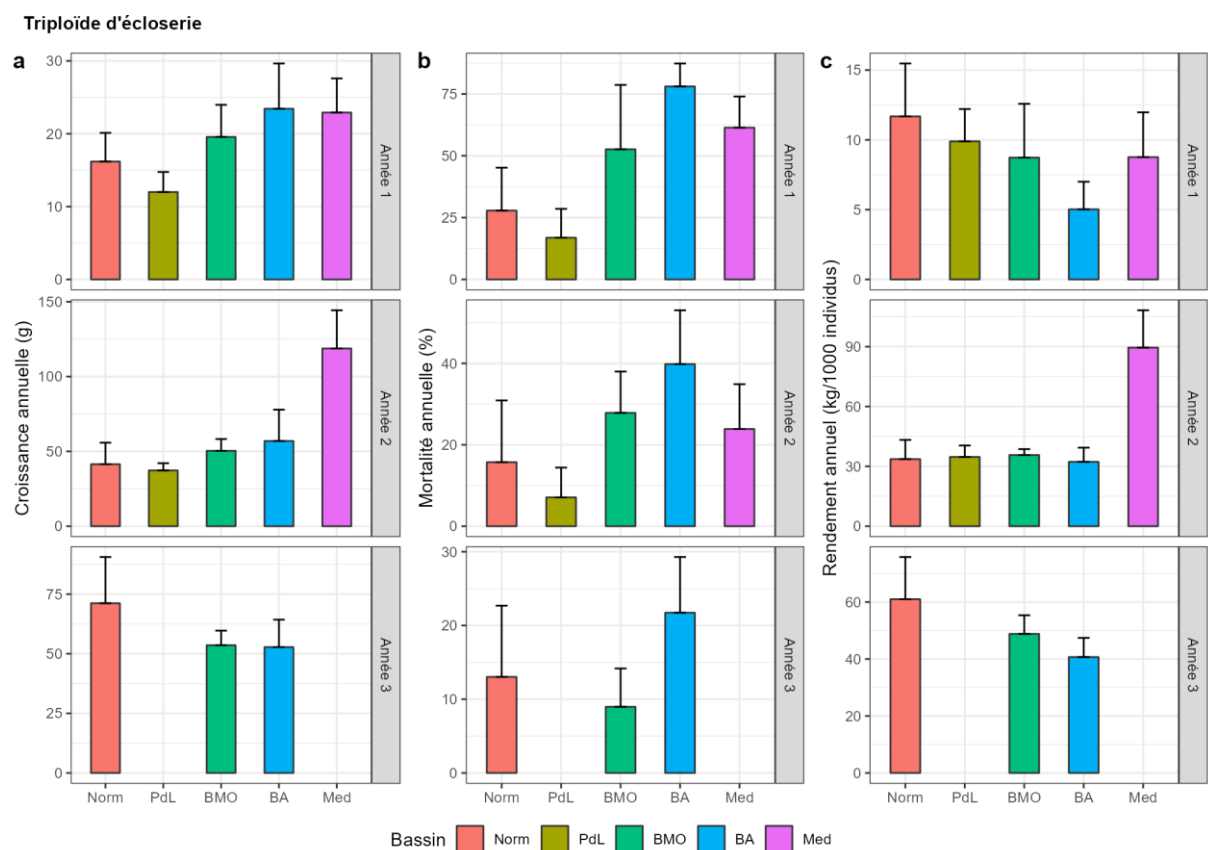 Triploïde d'écloserie
a
Croissance annuelle (g)
30
20
10
0
Année 1
150
100
50
0
Année 2
75
50
25
0
Année 3
Norm PdL BMO BA Med
b
Mortalité annuelle (%)
75
50
25
0
Année 1
40
20
0
Année 2
30
20
10
0
Année 3
Norm PdL BMO BA Med
c
Rendement annuel (kg/1000 individus)
15
10
5
0
Année 1
90
60
30
0
Année 2
60
40
20
0
Année 3
Norm PdL BMO BA Med
Bassin Norm PdL BMO BA Med